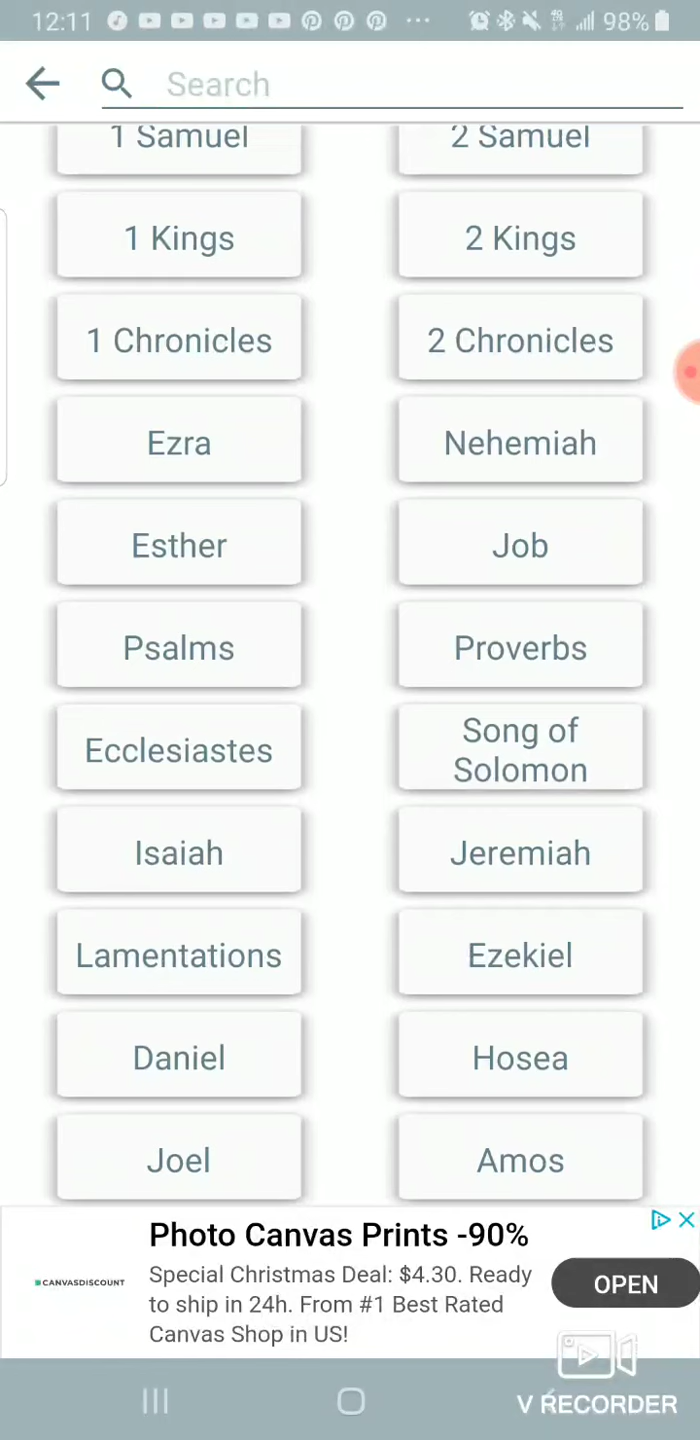 12:11 98%
Search
1 Samuel 2 Samuel
1 Kings 2 Kings
1 Chronicles 2 Chronicles
Ezra Nehemiah
Esther Job
Psalms Proverbs
Ecclesiastes Song of
Solomon
Isaiah Jeremiah
Lamentations Ezekiel
Daniel Hosea
Joel Amos
Photo Canvas Prints -90%
CANVASDISCOUNT
Special Christmas Deal: $4.30. Ready
to ship in 24h. From #1 Best Rated
Canvas Shop in US!
OPEN
V RECORDER